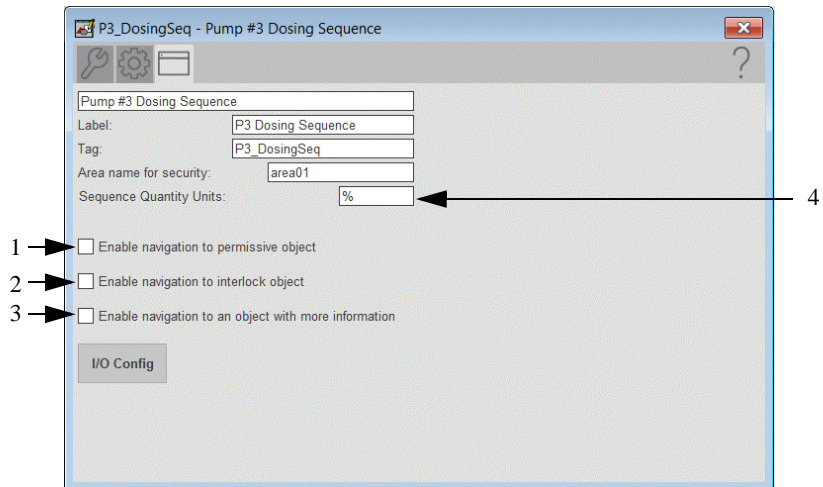 P3_DosingSeq - Pump #3 Dosing Sequence
?
Pump #3 Dosing Sequence
Label: P3 Dosing Sequence
Tag: P3_DosingSeq
Area name for security: area01
Sequence Quantity Units: % 4
1 Enable navigation to permissive object
2 Enable navigation to interlock object
3 Enable navigation to an object with more information
I/O Config